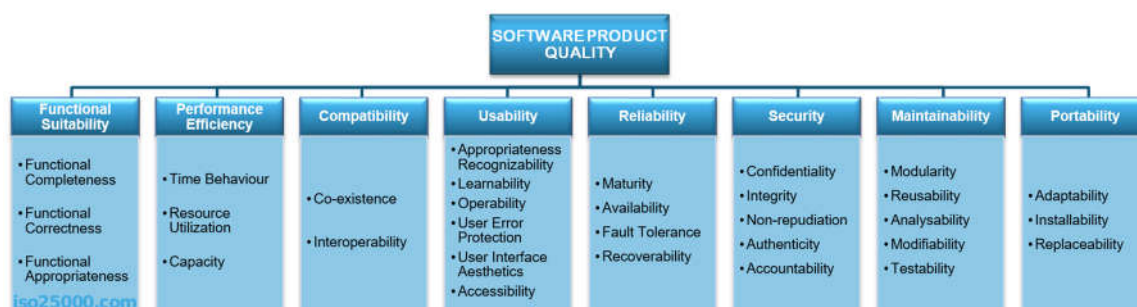 SOFTWARE PRODUCT
QUALITY
Functional
Suitability
• Functional
Completeness
• Functional
Correctness
• Functional
Appropriateness
Performance
Efficiency
• Time Behaviour
• Resource
Utilization
• Capacity
Compatibility
• Co-existence
• Interoperability
Usability
• Appropriateness
Recognizability
• Learnability
• Operability
• User Error
Protection
• User Interface
Aesthetics
• Accessibility
Reliability
• Maturity
• Availability
• Fault Tolerance
• Recoverability
Security
• Confidentiality
• Integrity
• Non-repudiation
• Authenticity
• Accountability
Maintainability
• Modularity
• Reusability
• Analysability
• Modifiability
• Testability
Portability
• Adaptability
• Installability
• Replaceability
iso25000.com